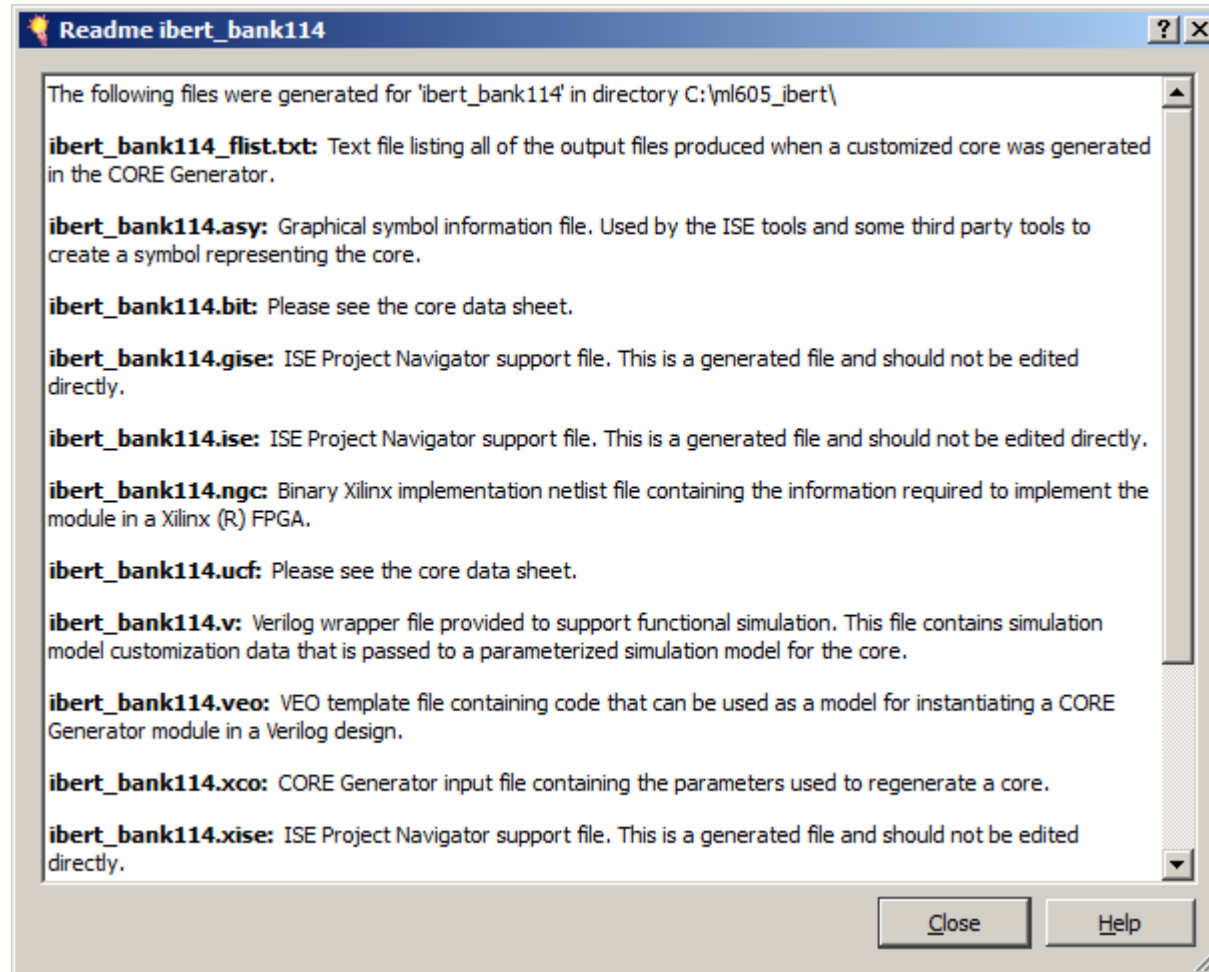 Readme ibert_bank114
The following files were generated for 'ibert_bank114' in directory C:\ml605_ibert\
ibert_bank114_flist.txt: Text file listing all of the output files produced when a customized core was generated
in the CORE Generator.
ibert_bank114.asy: Graphical symbol information file. Used by the ISE tools and some third party tools to
create a symbol representing the core.
ibert_bank114.bit: Please see the core data sheet.
ibert_bank114.gise: ISE Project Navigator support file. This is a generated file and should not be edited
directly.
ibert_bank114.ise: ISE Project Navigator support file. This is a generated file and should not be edited directly.
ibert_bank114.ngc: Binary Xilinx implementation netlist file containing the information required to implement the
module in a Xilinx (R) FPGA.
ibert_bank114.ucf: Please see the core data sheet.
ibert_bank114.v: Verilog wrapper file provided to support functional simulation. This file contains simulation
model customization data that is passed to a parameterized simulation model for the core.
ibert_bank114.veo: VEO template file containing code that can be used as a model for instantiating a CORE
Generator module in a Verilog design.
ibert_bank114.xco: CORE Generator input file containing the parameters used to regenerate a core.
ibert_bank114.xise: ISE Project Navigator support file. This is a generated file and should not be edited
directly.
Close Help